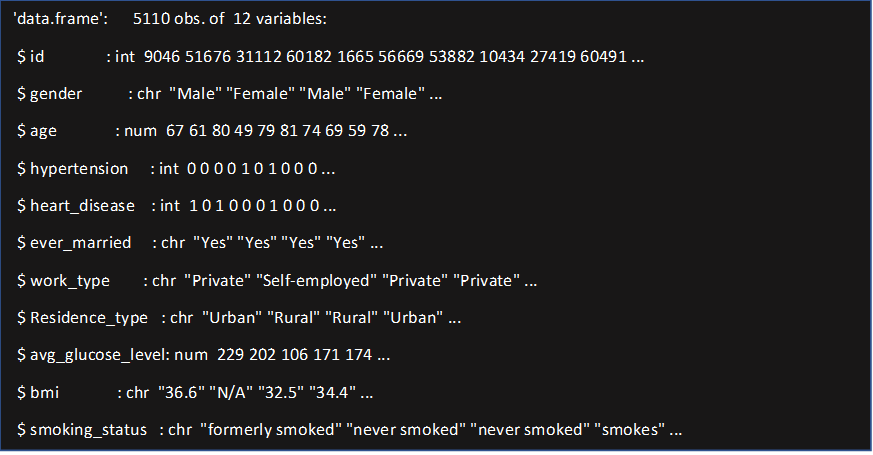 'data.frame': 5110 obs. of 12 variables:
$ id : int 9046 51676 31112 60182 1665 56669 53882 10434 27419 60491 ...
$ gender : chr "Male" "Female" "Male" "Female" ...
$ age : num 67 61 80 49 79 81 74 69 59 78 ...
$ hypertension : int 0 0 0 0 1 0 1 0 0 0 ...
$ heart_disease : int 1 0 1 0 0 0 1 0 0 0 ...
$ ever_married : chr "Yes" "Yes" "Yes" "Yes" ...
$ work_type : chr "Private" "Self-employed" "Private" "Private" ...
$ Residence_type : chr "Urban" "Rural" "Rural" "Urban" ...
$ avg_glucose_level: num 229 202 106 171 174 ...
$ bmi : chr "36.6" "N/A" "32.5" "34.4" ...
$ smoking_status : chr "formerly smoked" "never smoked" "never smoked" "smokes" ...